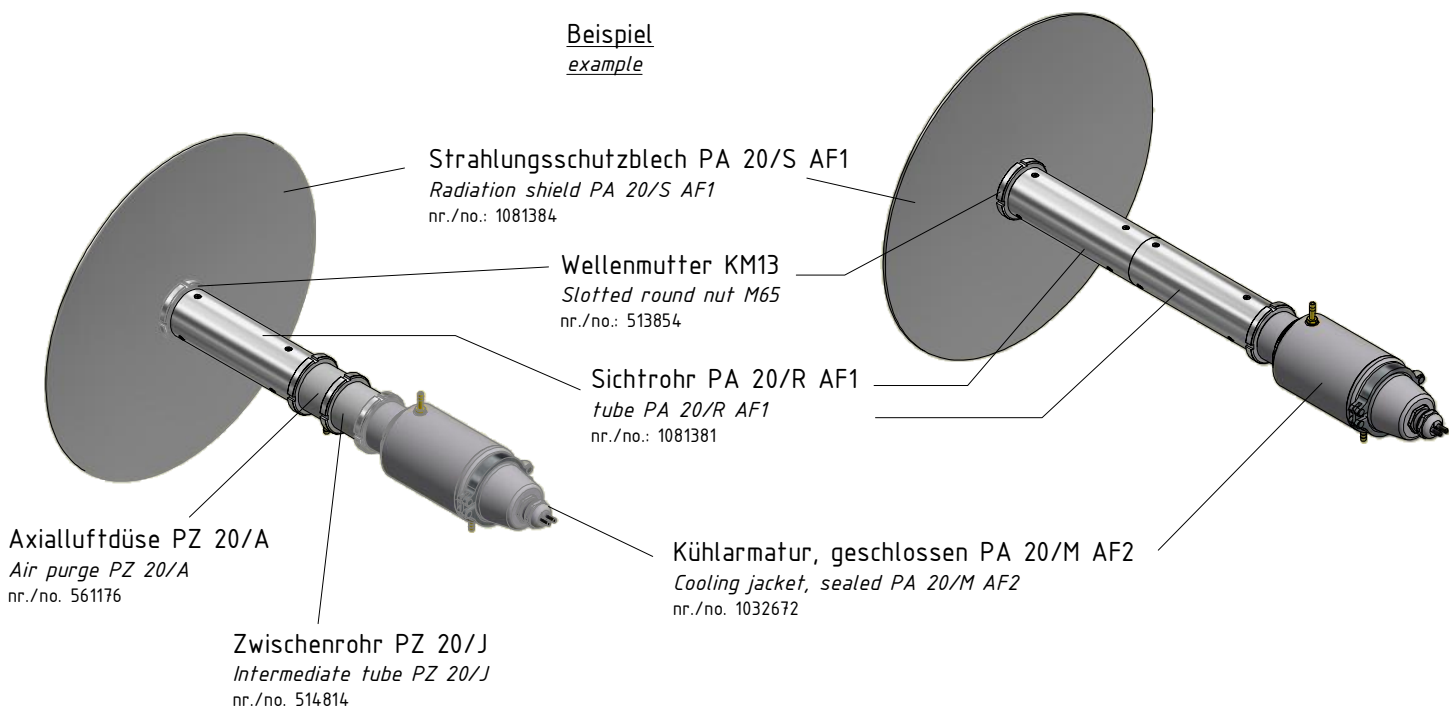 Beispiel
example
Strahlungsschutzblech PA 20/S AF1
Radiation shield PA 20/S AF1
nr./no.: 1081384
Wellenmutter KM13
Slotted round nut M65
nr./no.: 513854
Sichtrohr PA 20/R AF1
tube PA 20/R AF1
nr./no.: 1081381
Axialluftdüse PZ 20/A
Air purge PZ 20/A
nr./no. 561176
Kühlarmatur, geschlossen PA 20/M AF2
Cooling jacket, sealed PA 20/M AF2
nr./no. 1032672
Zwischenrohr PZ 20/J
Intermediate tube PZ 20/J
nr./no. 514814